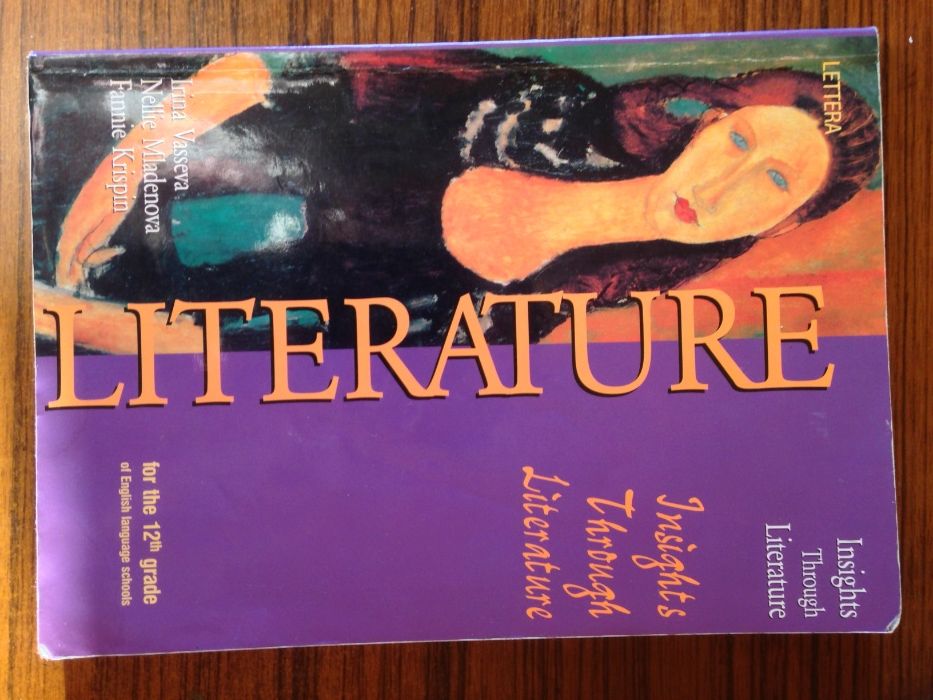 LETTERA
Insights
Through
Literature
LITERATURE
Insights
Through
Literature
Irina Vasseva
Nellie Mladenova
Fannie Krispin
for the 12th grade
of English language schools